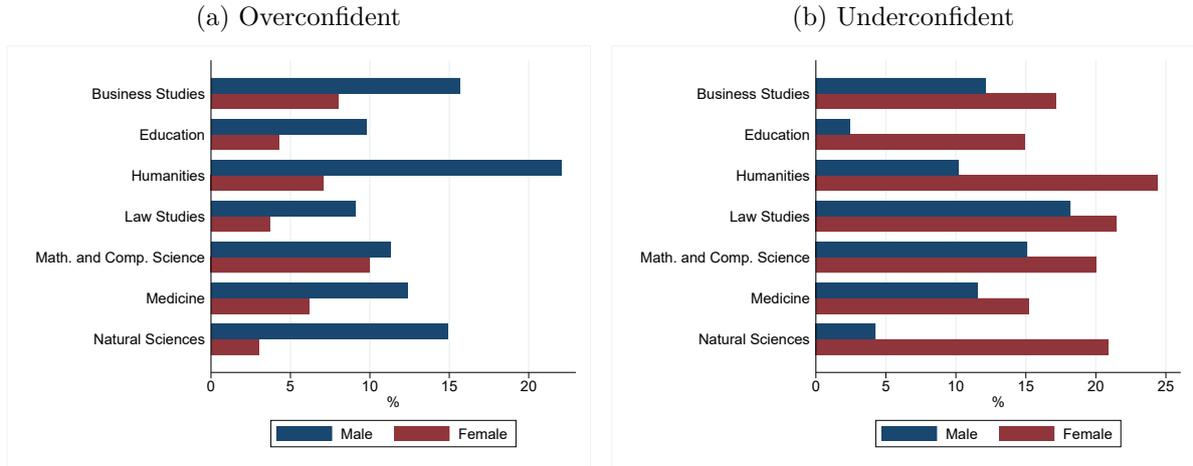 (a) Overconfident
Business Studies
Education
Humanities
Law Studies
Math. and Comp. Science
Medicine
Natural Sciences
0 5 10 15 20
%
Male Female
(b) Underconfident
Business Studies
Education
Humanities
Law Studies
Math. and Comp. Science
Medicine
Natural Sciences
0 5 10 15 20 25
%
Male Female